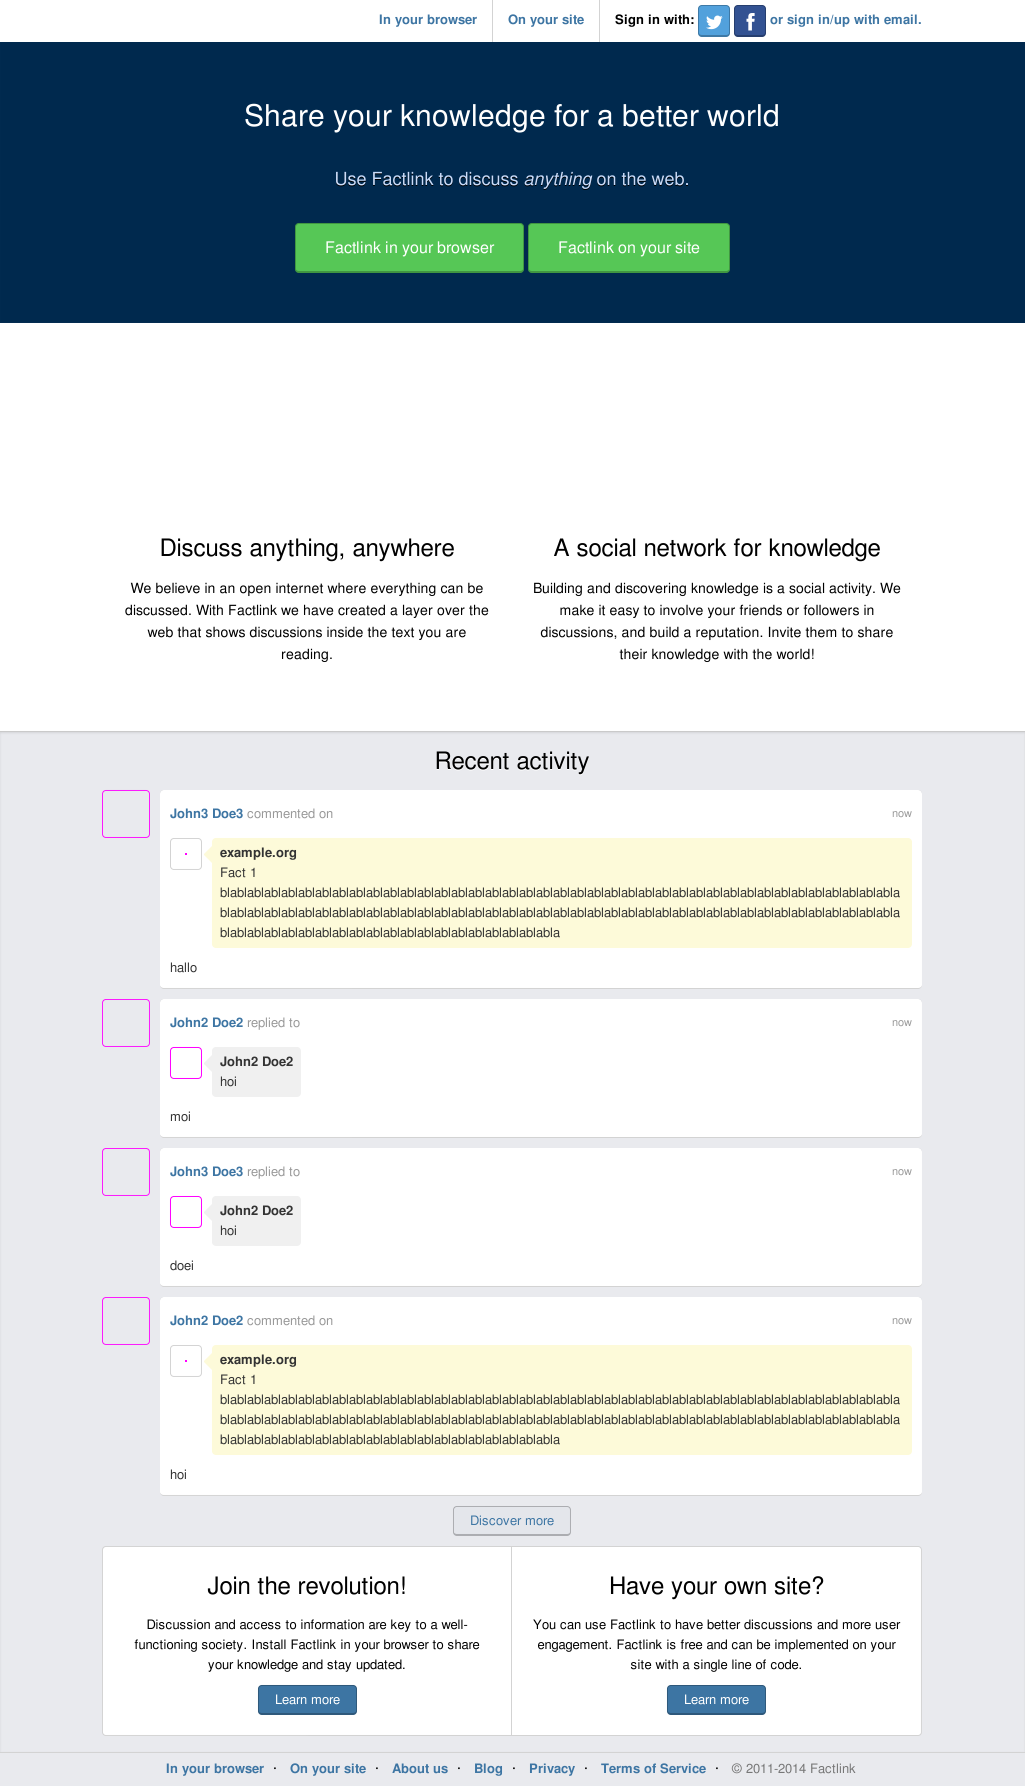 In your browser
On your site
Sign in with: or sign in/up with email.
Share your knowledge for a better world
Use Factlink to discuss anything on the web.
Factlink in your browser
Factlink on your site
Discuss anything, anywhere
We believe in an open internet where everything can be
discussed. With Factlink we have created a layer over the
web that shows discussions inside the text you are
reading.
A social network for knowledge
Building and discovering knowledge is a social activity. We
make it easy to involve your friends or followers in
discussions, and build a reputation. Invite them to share
their knowledge with the world!
Recent activity
John3 Doe3 commented on
now
example.org
Fact 1
blablablablablablablablablablablablablablablablablablablablablablablablablablablablablablablablablablabla
blablablablablablablablablablablablablablablablablablablablablablablablablablablablablablablablablablabla
blablablablablablablablablablablablablablablablablabla
hallo
John2 Doe2 replied to
now
John2 Doe2
hoi
moi
John3 Doe3 replied to
now
John2 Doe2
hoi
doei
John2 Doe2 commented on
now
example.org
Fact 1
blablablablablablablablablablablablablablablablablablablablablablablablablablablablablablablablablablabla
blablablablablablablablablablablablablablablablablablablablablablablablablablablablablablablablablablabla
blablablablablablablablablablablablablablablablablabla
hoi
Discover more
Join the revolution!
Discussion and access to information are key to a well-
functioning society. Install Factlink in your browser to share
your knowledge and stay updated.
Learn more
Have your own site?
You can use Factlink to have better discussions and more user
engagement. Factlink is free and can be implemented on your
site with a single line of code.
Learn more
In your browser · On your site · About us · Blog · Privacy · Terms of Service · © 2011-2014 Factlink